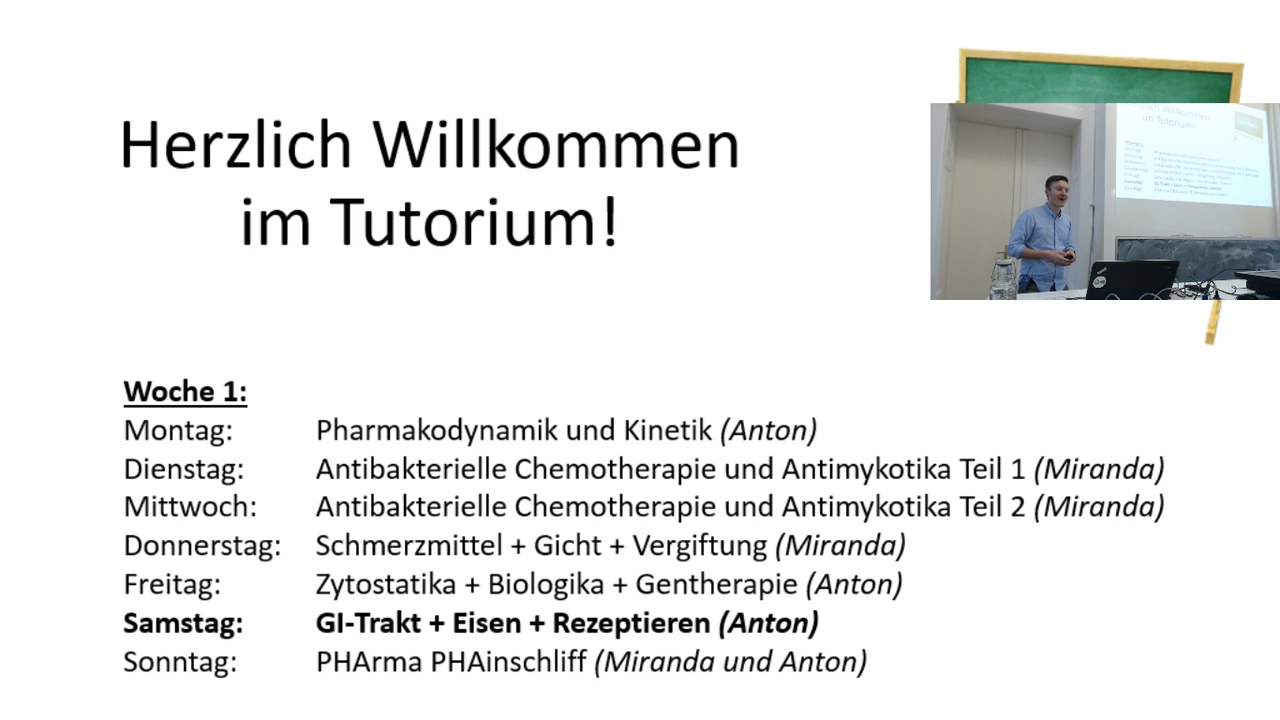 Herzlich Willkommen
im Tutorium!
Woche 1:
Montag: Pharmakodynamik und Kinetik (Anton)
Dienstag: Antibakterielle Chemotherapie und Antimykotika Teil 1 (Miranda)
Mittwoch: Antibakterielle Chemotherapie und Antimykotika Teil 2 (Miranda)
Donnerstag: Schmerzmittel + Gicht + Vergiftung (Miranda)
Freitag: Zytostatika + Biologika + Gentherapie (Anton)
Samstag: GI-Trakt + Eisen + Rezeptieren (Anton)
Sonntag: PHArma PHAinschliff (Miranda und Anton)